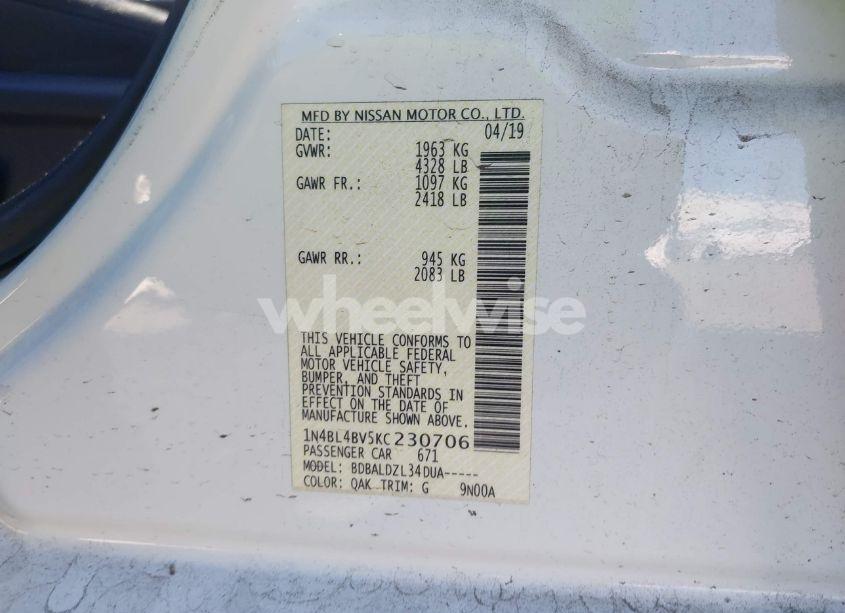 MFD BY NISSAN MOTOR CO., LTD.
DATE: 04/19
GVWR: 1963 KG
4328 LB
GAWR FR.: 1097 KG
2418 LB
GAWR RR.: 945 KG
2083 LB
wheelwise
THIS VEHICLE CONFORMS TO
ALL APPLICABLE FEDERAL
MOTOR VEHICLE SAFETY,
BUMPER, AND THEFT
PREVENTION STANDARDS IN
EFFECT ON THE DATE OF
MANUFACTURE SHOWN ABOVE.
1N4BL4BV5KC230706
PASSENGER CAR 671
MODEL: BDBALDZL34DUA-----
COLOR: QAK TRIM: G 9N00A